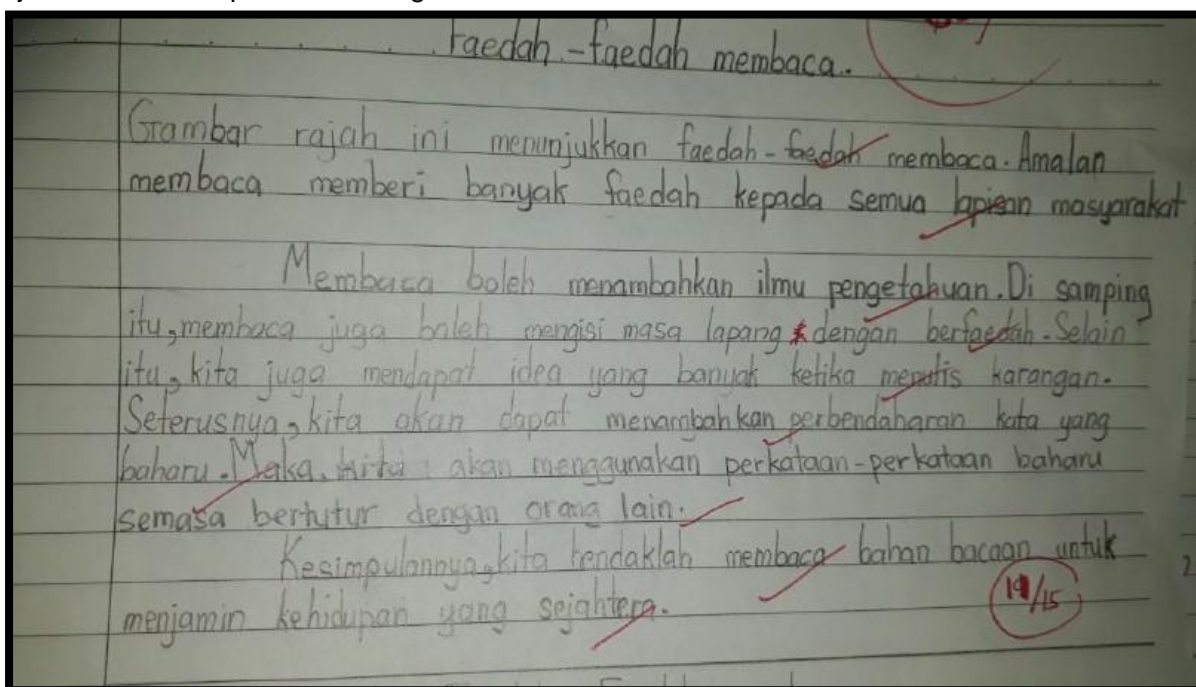 Faedah-faedah membaca.
Gambar rajah ini menunjukkan faedah-faedah membaca. Amalan
membaca memberi banyak faedah kepada semua lapisan masyarakat
Membaca boleh menambahkan ilmu pengetahuan. Di samping
itu, membaca juga boleh mengisi masa lapang dengan berfaedah. Selain
itu, kita juga mendapat idea yang banyak ketika menulis karangan.
Seterusnya, kita akan dapat menambahkan perbendaharan kata yang
baharu. Maka, kita akan menggunakan perkataan-perkataan baharu
semasa bertutur dengan orang lain.
Kesimpulannya, kita hendaklah membaca bahan bacaan untuk
menjamin kehidupan yang sejahtera.
/15